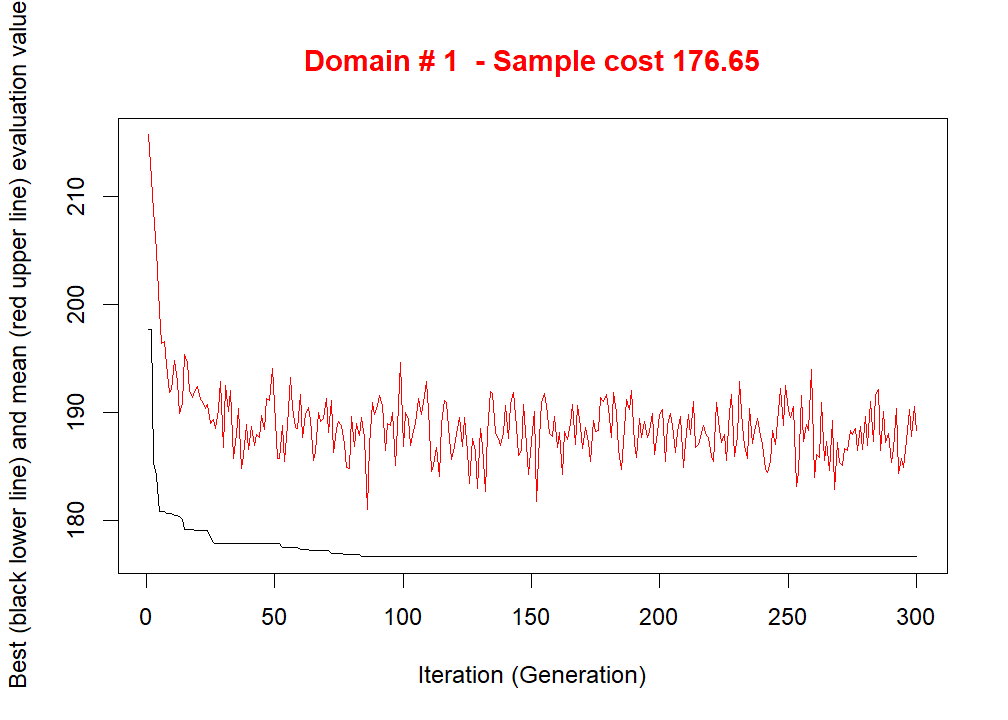 Domain # 1  - Sample cost 176.65
Best (black lower line) and mean (red upper line) evaluation value
210
200
190
180
0 50 100 150 200 250 300
Iteration (Generation)